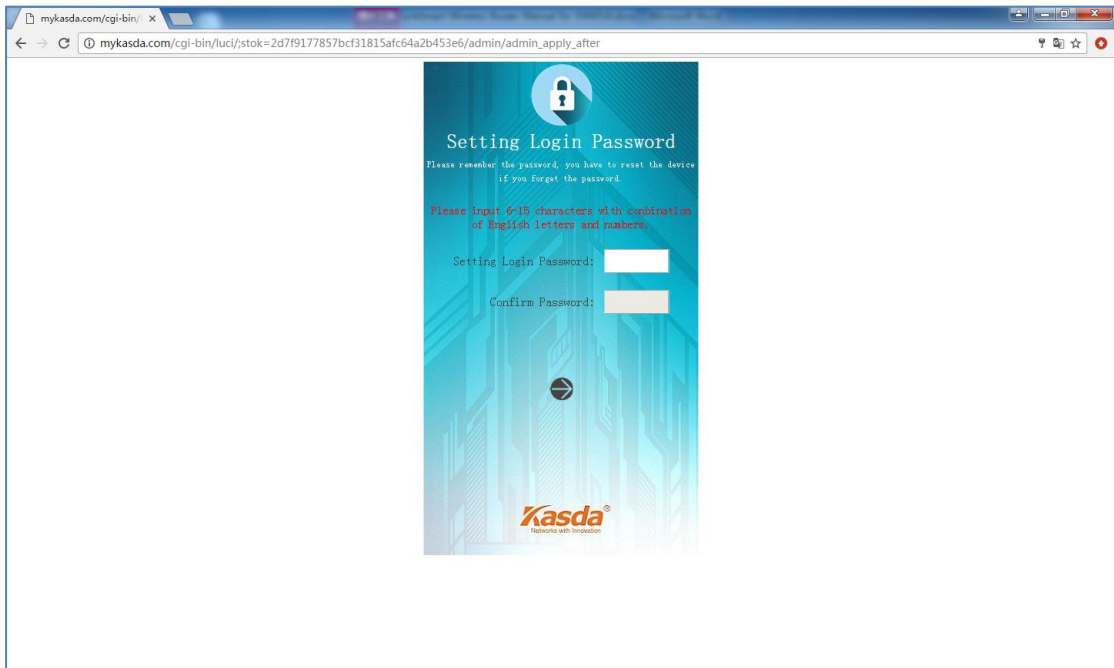 mykasda.com/cgi-bin/l
mykasda.com/cgi-bin/luci/;stok=2d7f9177857bcf31815afc64a2b453e6/admin/admin_apply_after
Setting Login Password
Please remember the password, you have to reset the device
if you forget the password.
Please input 6-15 characters with conbination
of English letters and numbers.
Setting Login Password:
Confirm Password:
Kasda®
Networks with Innovation